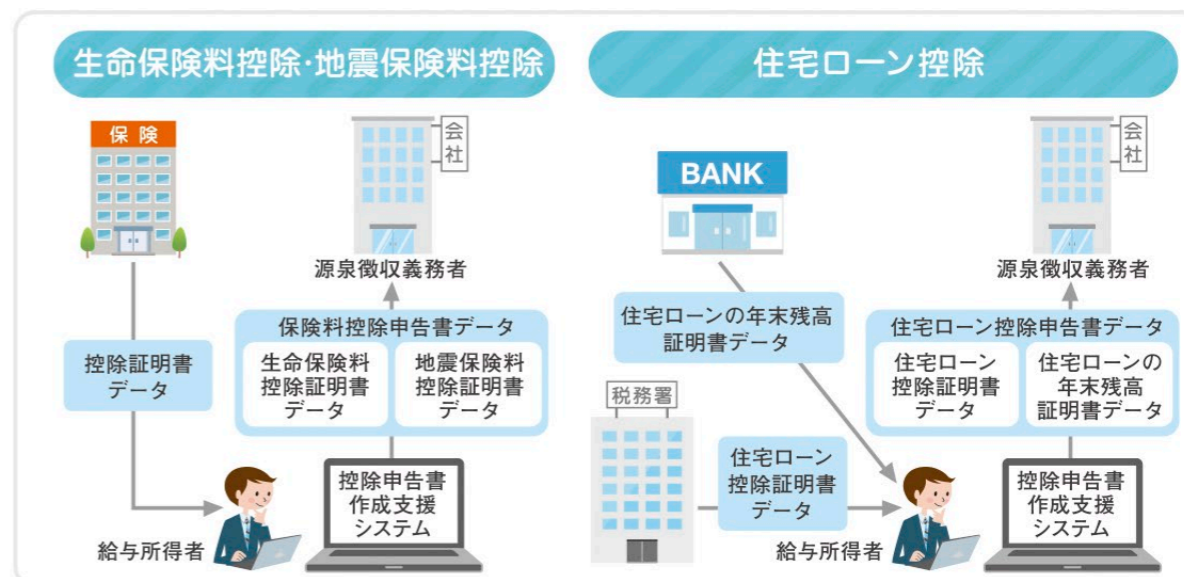 生命保険料控除・地震保険料控除
保険
会社
源泉徴収義務者
控除証明書
データ
保険料控除申告書データ
生命保険料
控除証明書
データ
地震保険料
控除証明書
データ
給与所得者
控除申告書
作成支援
システム
住宅ローン控除
BANK
会社
源泉徴収義務者
住宅ローンの年末残高
証明書データ
住宅ローン控除申告書データ
住宅ローン
控除証明書
データ
住宅ローンの
年末残高
証明書データ
税務署
住宅ローン
控除証明書
データ
給与所得者
控除申告書
作成支援
システム